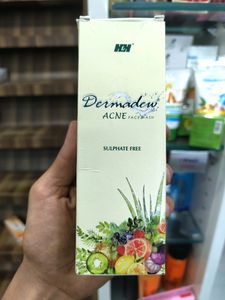 HH
Dermadew
ACNE FACE WASH
SULPHATE FREE